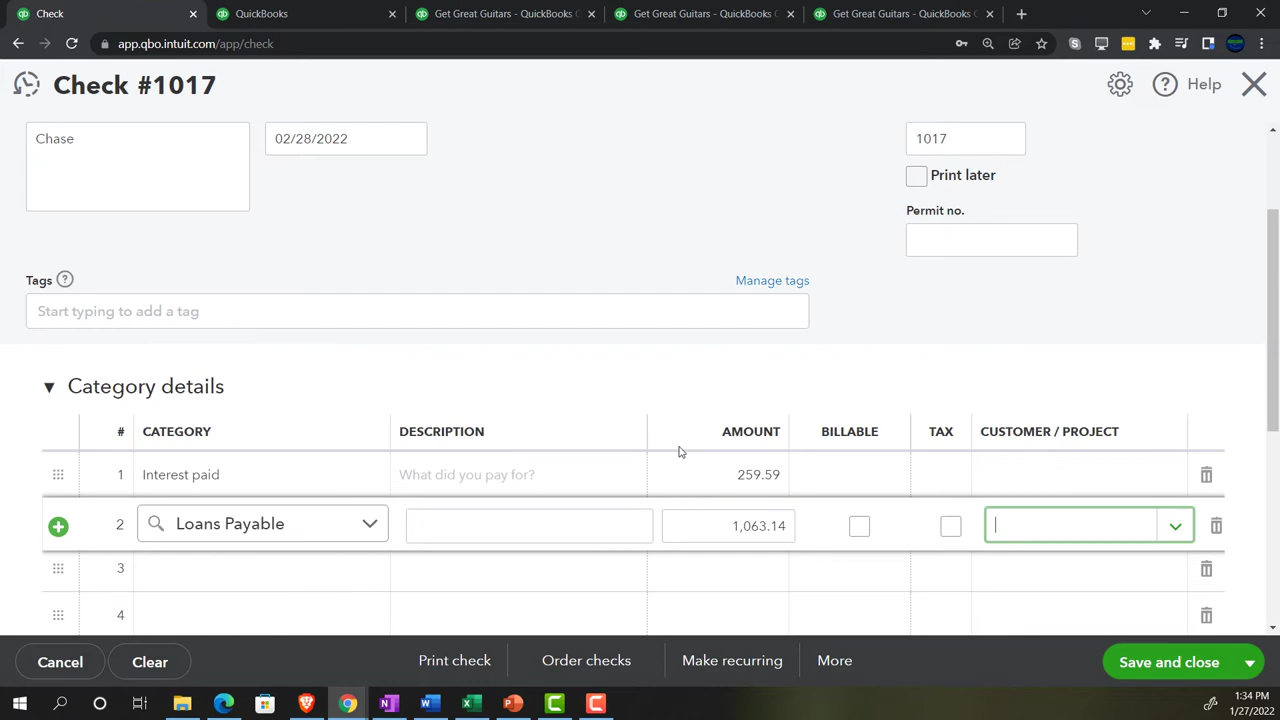 Check
QuickBooks
Get Great Guitars - QuickBooks C
Get Great Guitars - QuickBooks C
Get Great Guitars - QuickBooks C
app.qbo.intuit.com/app/check
Check #1017
Help
Chase
02/28/2022
1017
Print later
Permit no.
Tags
Manage tags
Start typing to add a tag
Category details
# CATEGORY DESCRIPTION AMOUNT BILLABLE TAX CUSTOMER / PROJECT
1 Interest paid What did you pay for? 259.59
2 Loans Payable 1,063.14
3
4
Cancel Clear Print check Order checks Make recurring More Save and close
1:34 PM
1/27/2022